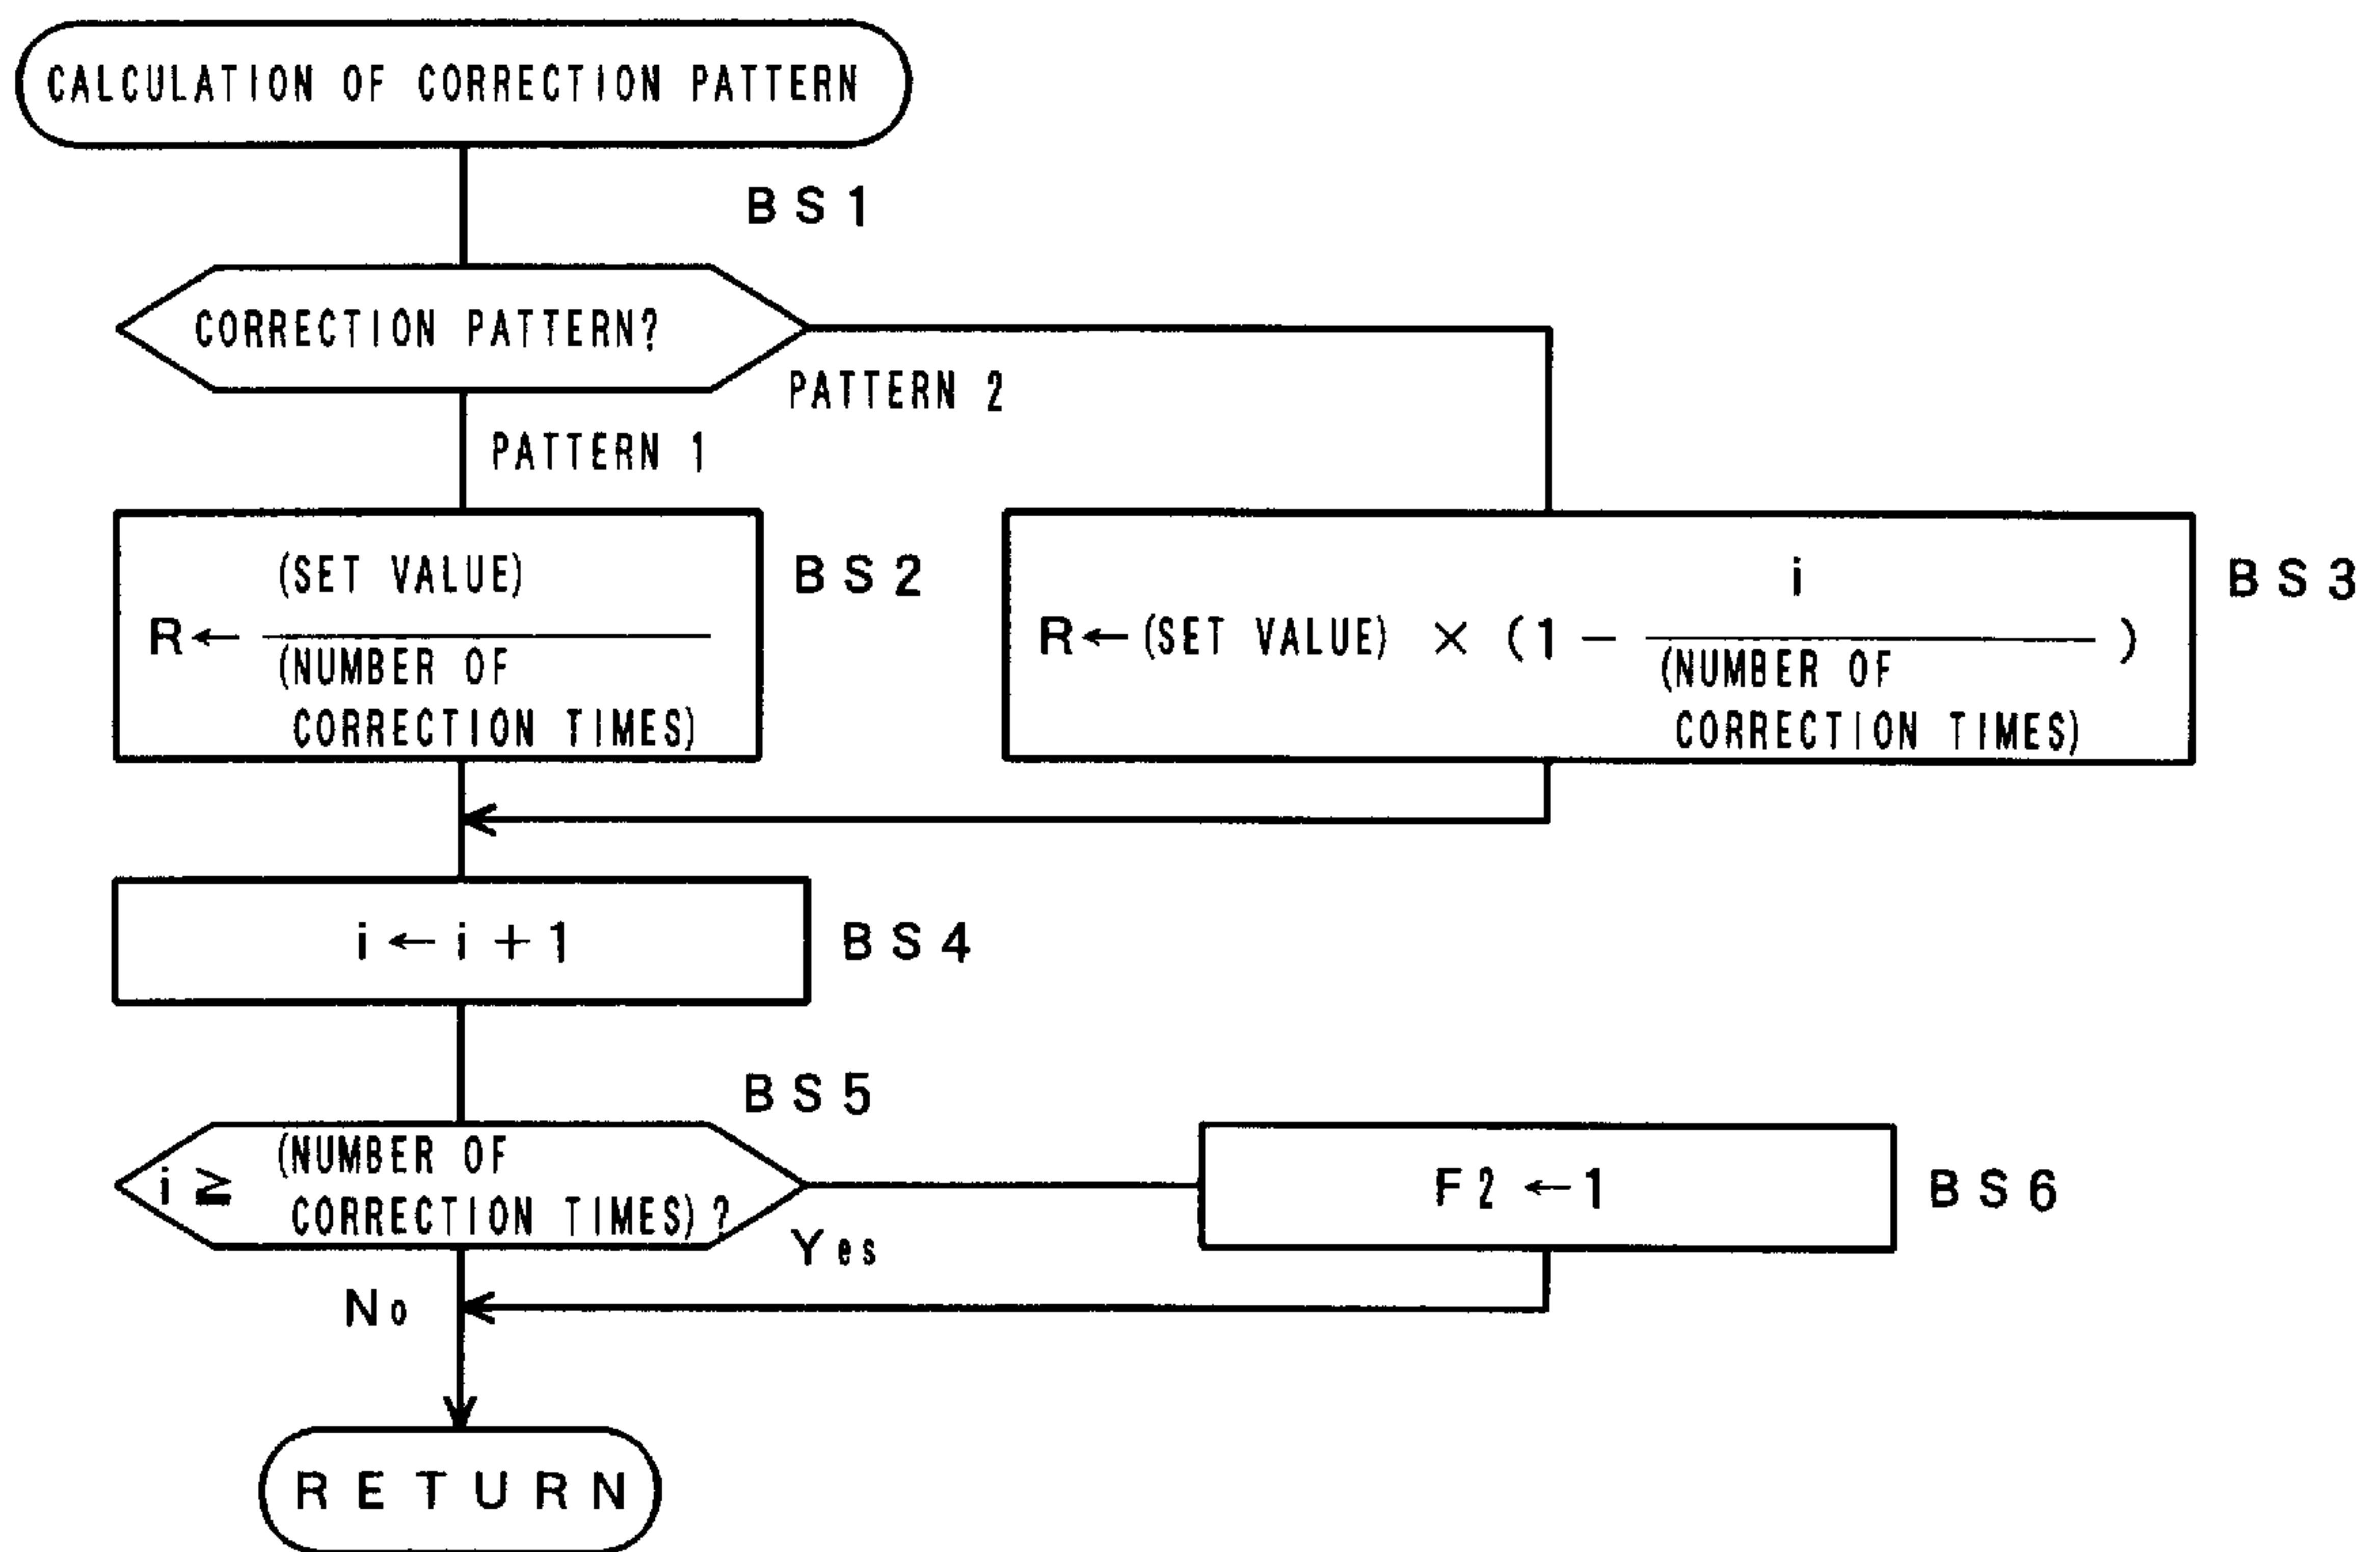 CALCULATION OF CORRECTION PATTERN
BS1
CORRECTION PATTERN?
PATTERN 2
PATTERN 1
(SET VALUE)
R←
(NUMBER OF
CORRECTION TIMES)
BS2
i
R←(SET VALUE) × (1 − )
(NUMBER OF
CORRECTION TIMES)
BS3
i←i+1
BS4
BS5
(NUMBER OF
i ≧
CORRECTION TIMES)?
Yes
F2←1
BS6
No
RETURN